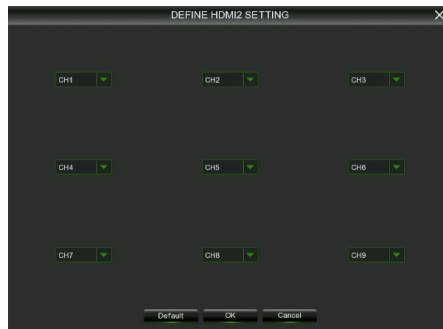 DEFINE HDMI2 SETTING
CH1 CH2 CH3
CH4 CH5 CH6
CH7 CH8 CH9
Default OK Cancel